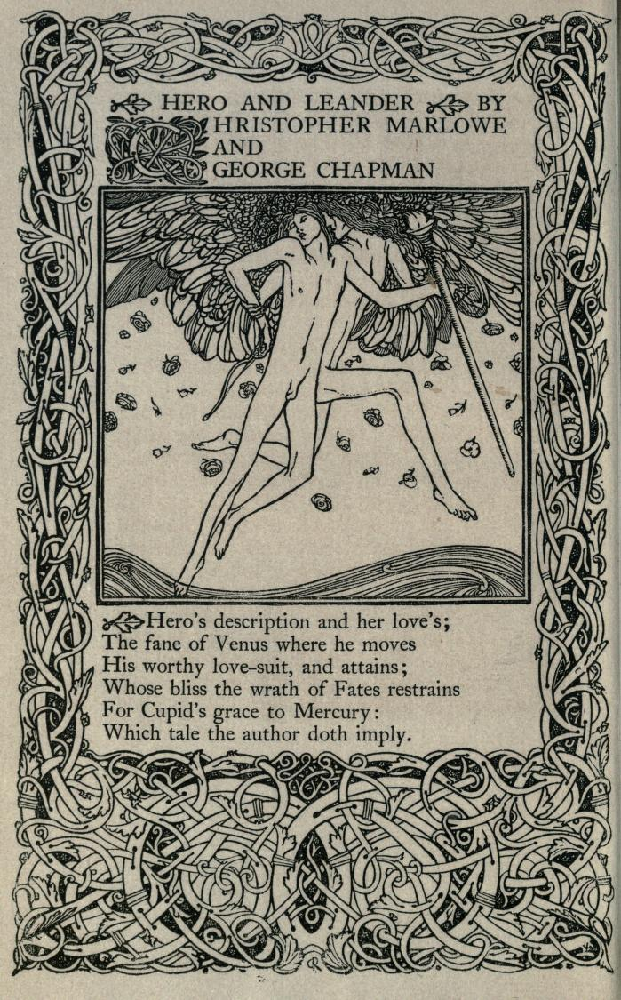 HERO AND LEANDER BY
CHRISTOPHER MARLOWE
AND
GEORGE CHAPMAN
Hero's description and her love's;
The fane of Venus where he moves
His worthy love-suit, and attains;
Whose bliss the wrath of Fates restrains
For Cupid's grace to Mercury:
Which tale the author doth imply.